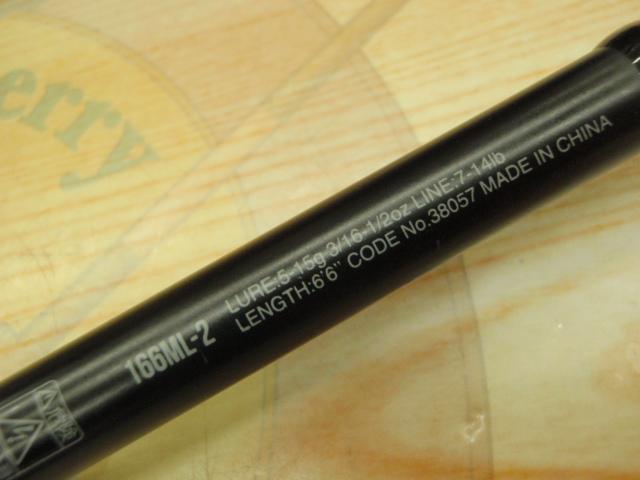 erry
166ML-2
LURE:5-15g 3/16-1/2oz LINE:7-14lb
LENGTH:6'6" CODE No.38057 MADE IN CHINA